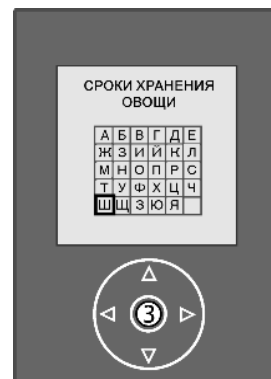 СРОКИ ХРАНЕНИЯ
ОВОЩИ
А Б В Г Д Е
Ж З И Й К Л
М Н О П Р С
Т У Ф Х Ц Ч
Ш Щ З Ю Я
3